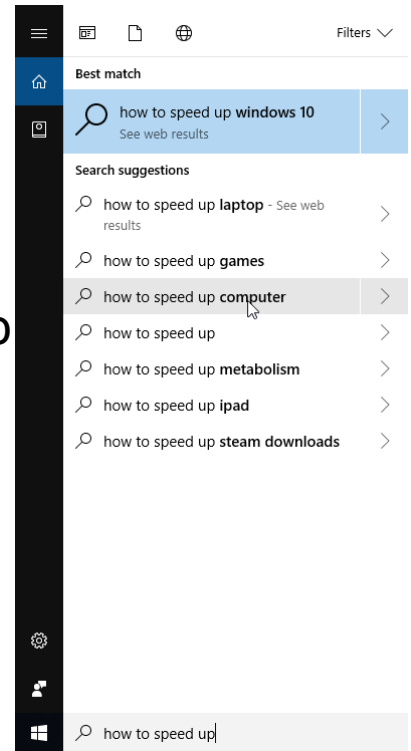 Filters
Best match
how to speed up windows 10
See web results
Search suggestions
how to speed up laptop - See web
results
how to speed up games
how to speed up computer
how to speed up
how to speed up metabolism
how to speed up ipad
how to speed up steam downloads
how to speed up